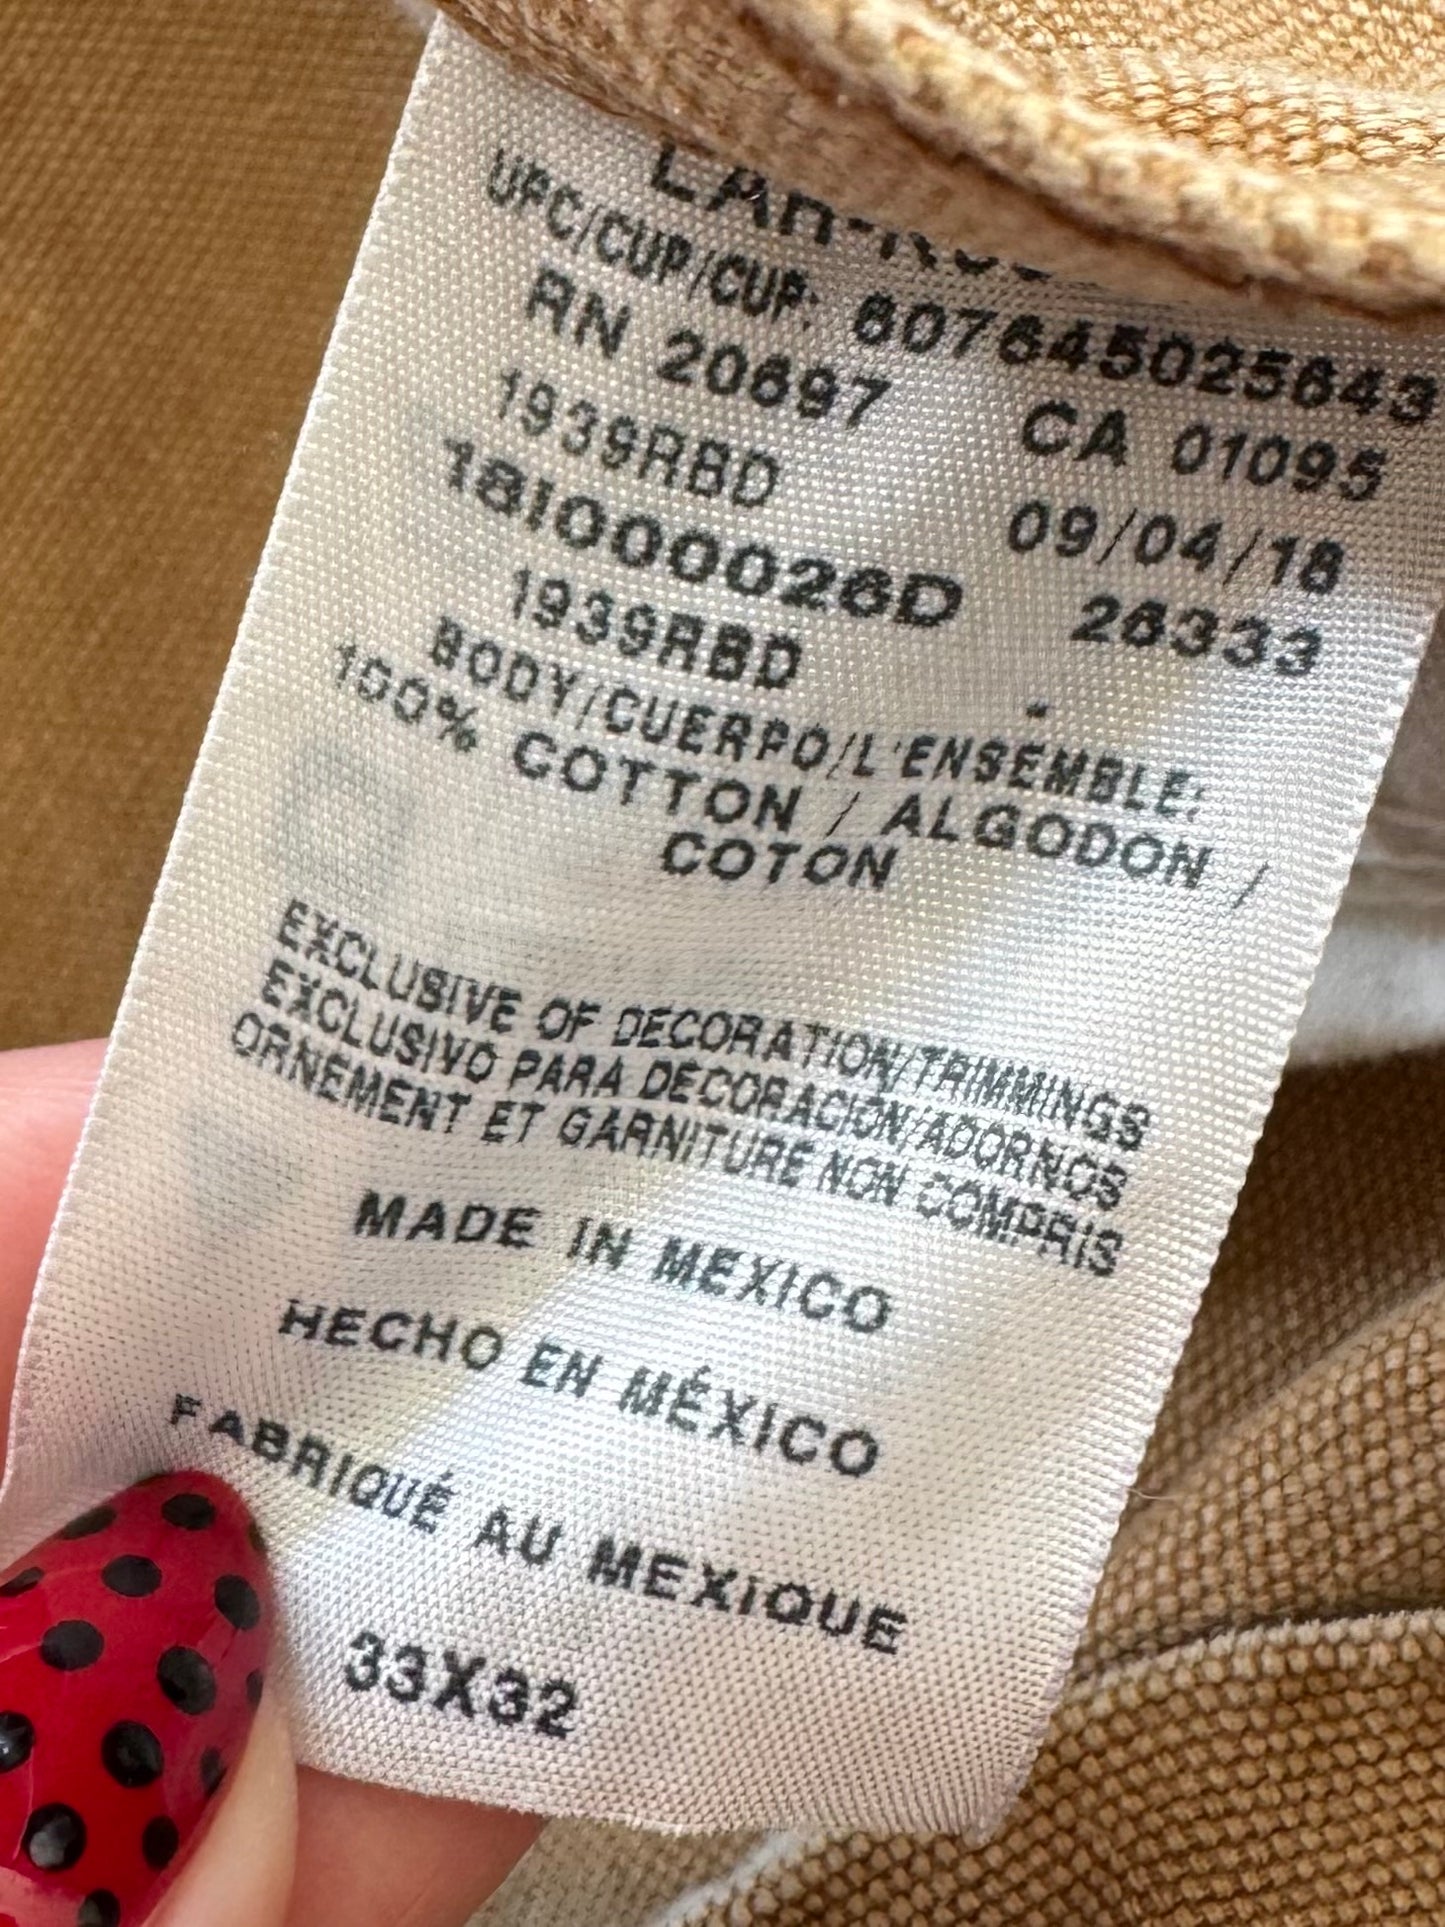 UPC/CUP/CUP: 607645025643
RN 20697 CA 01095
1939RBD 09/04/18
18I000026D 26333
1939RBD
BODY/CUERPO/L'ENSEMBLE:
100% COTTON / ALGODON /
COTON
EXCLUSIVE OF DECORATION/TRIMMINGS
EXCLUSIVO PARA DECORACION/ADORNOS
ORNEMENT ET GARNITURE NON COMPRIS
MADE IN MEXICO
HECHO EN MÉXICO
FABRIQUÉ AU MEXIQUE
33X32